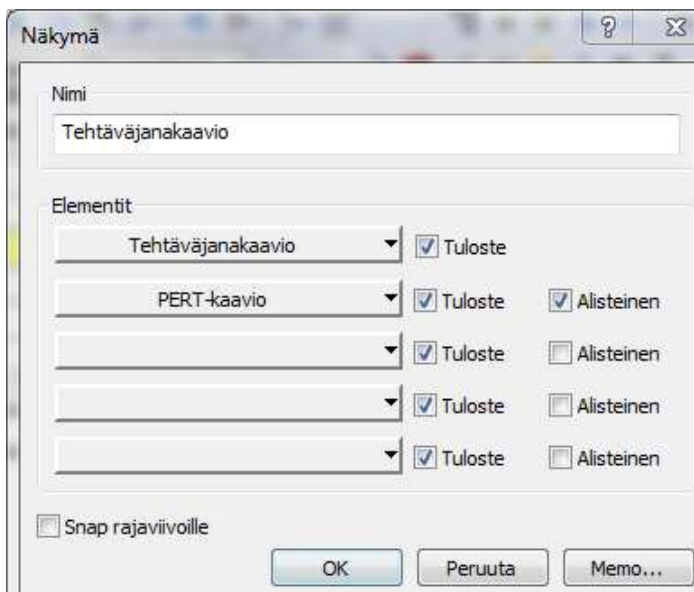 Näkymä
Nimi
Tehtäväjanakaavio
Elementit
Tehtäväjanakaavio Tuloste
PERT-kaavio Tuloste Alisteinen
Tuloste Alisteinen
Tuloste Alisteinen
Tuloste Alisteinen
Snap rajaviivoille
OK Peruuta Memo...